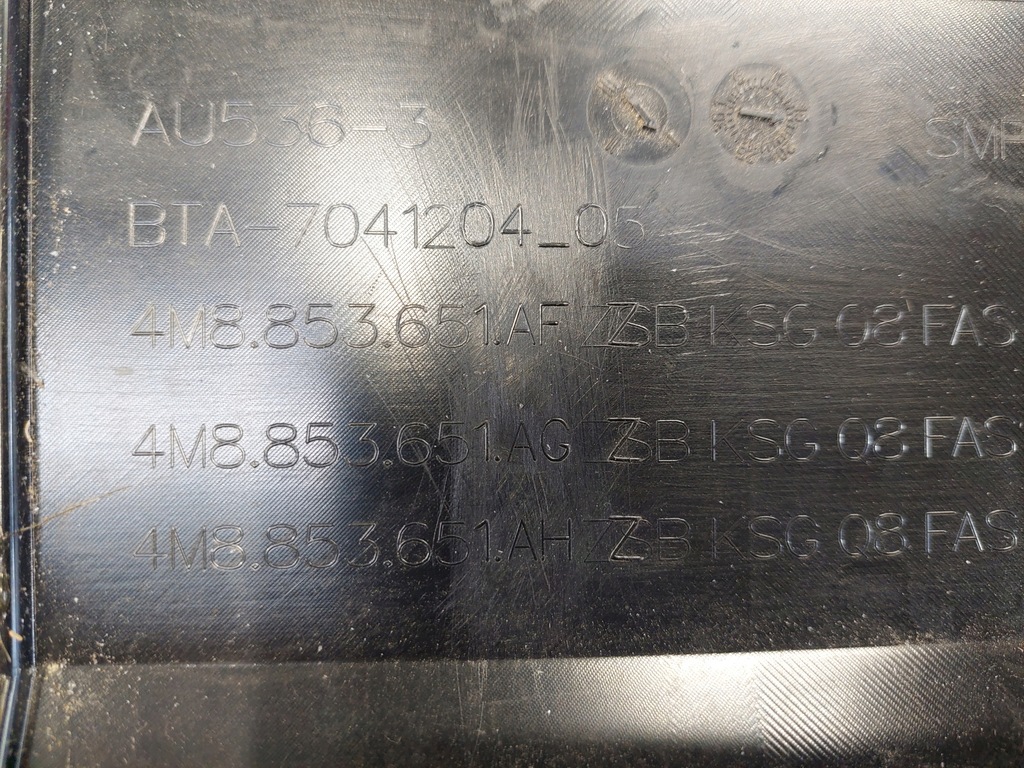 AU536-3 SMP
BTA-7041204_05
4M8.853.651.AF ZSB KSG Q8 FAS
4M8.853.651.AG ZSB KSG Q8 FAS
4M8.853.651.AH ZSB KSG Q8 FAS